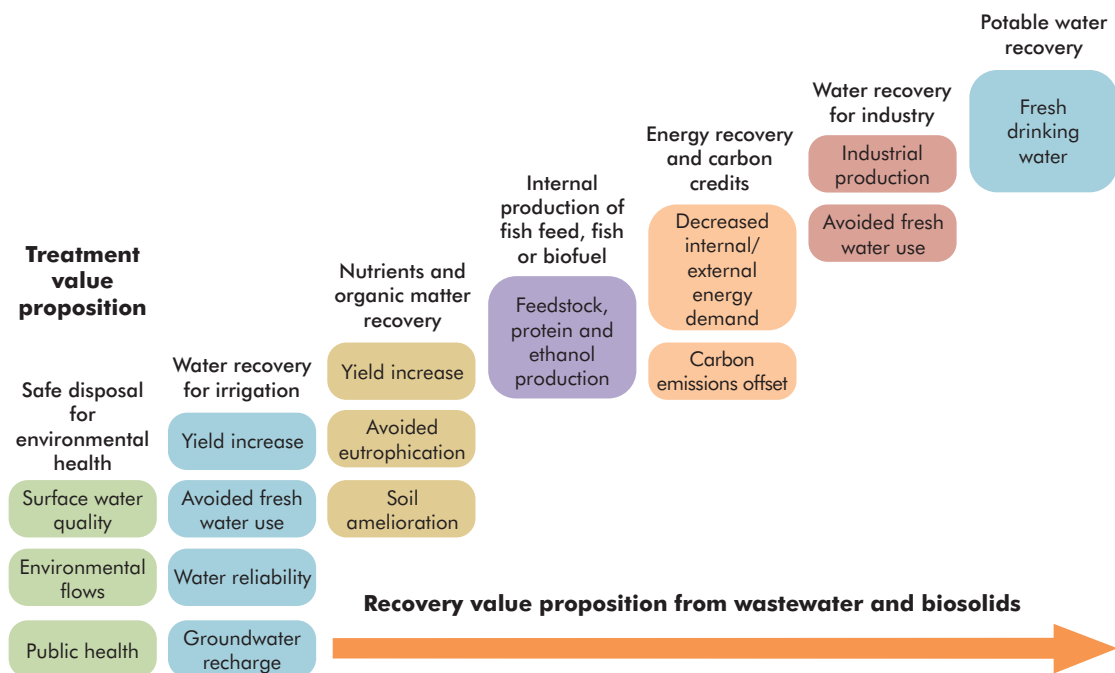 Treatment
value
proposition
Safe disposal
for
environmental
health
Surface water
quality
Environmental
flows
Public health
Water recovery
for irrigation
Yield increase
Avoided fresh
water use
Water reliability
Groundwater
recharge
Nutrients and
organic matter
recovery
Yield increase
Avoided
eutrophication
Soil
amelioration
Internal
production of
fish feed, fish
or biofuel
Feedstock,
protein and
ethanol
production
Energy recovery
and carbon
credits
Decreased
internal/
external
energy
demand
Carbon
emissions offset
Water recovery
for industry
Industrial
production
Avoided fresh
water use
Potable water
recovery
Fresh
drinking
water
Recovery value proposition from wastewater and biosolids